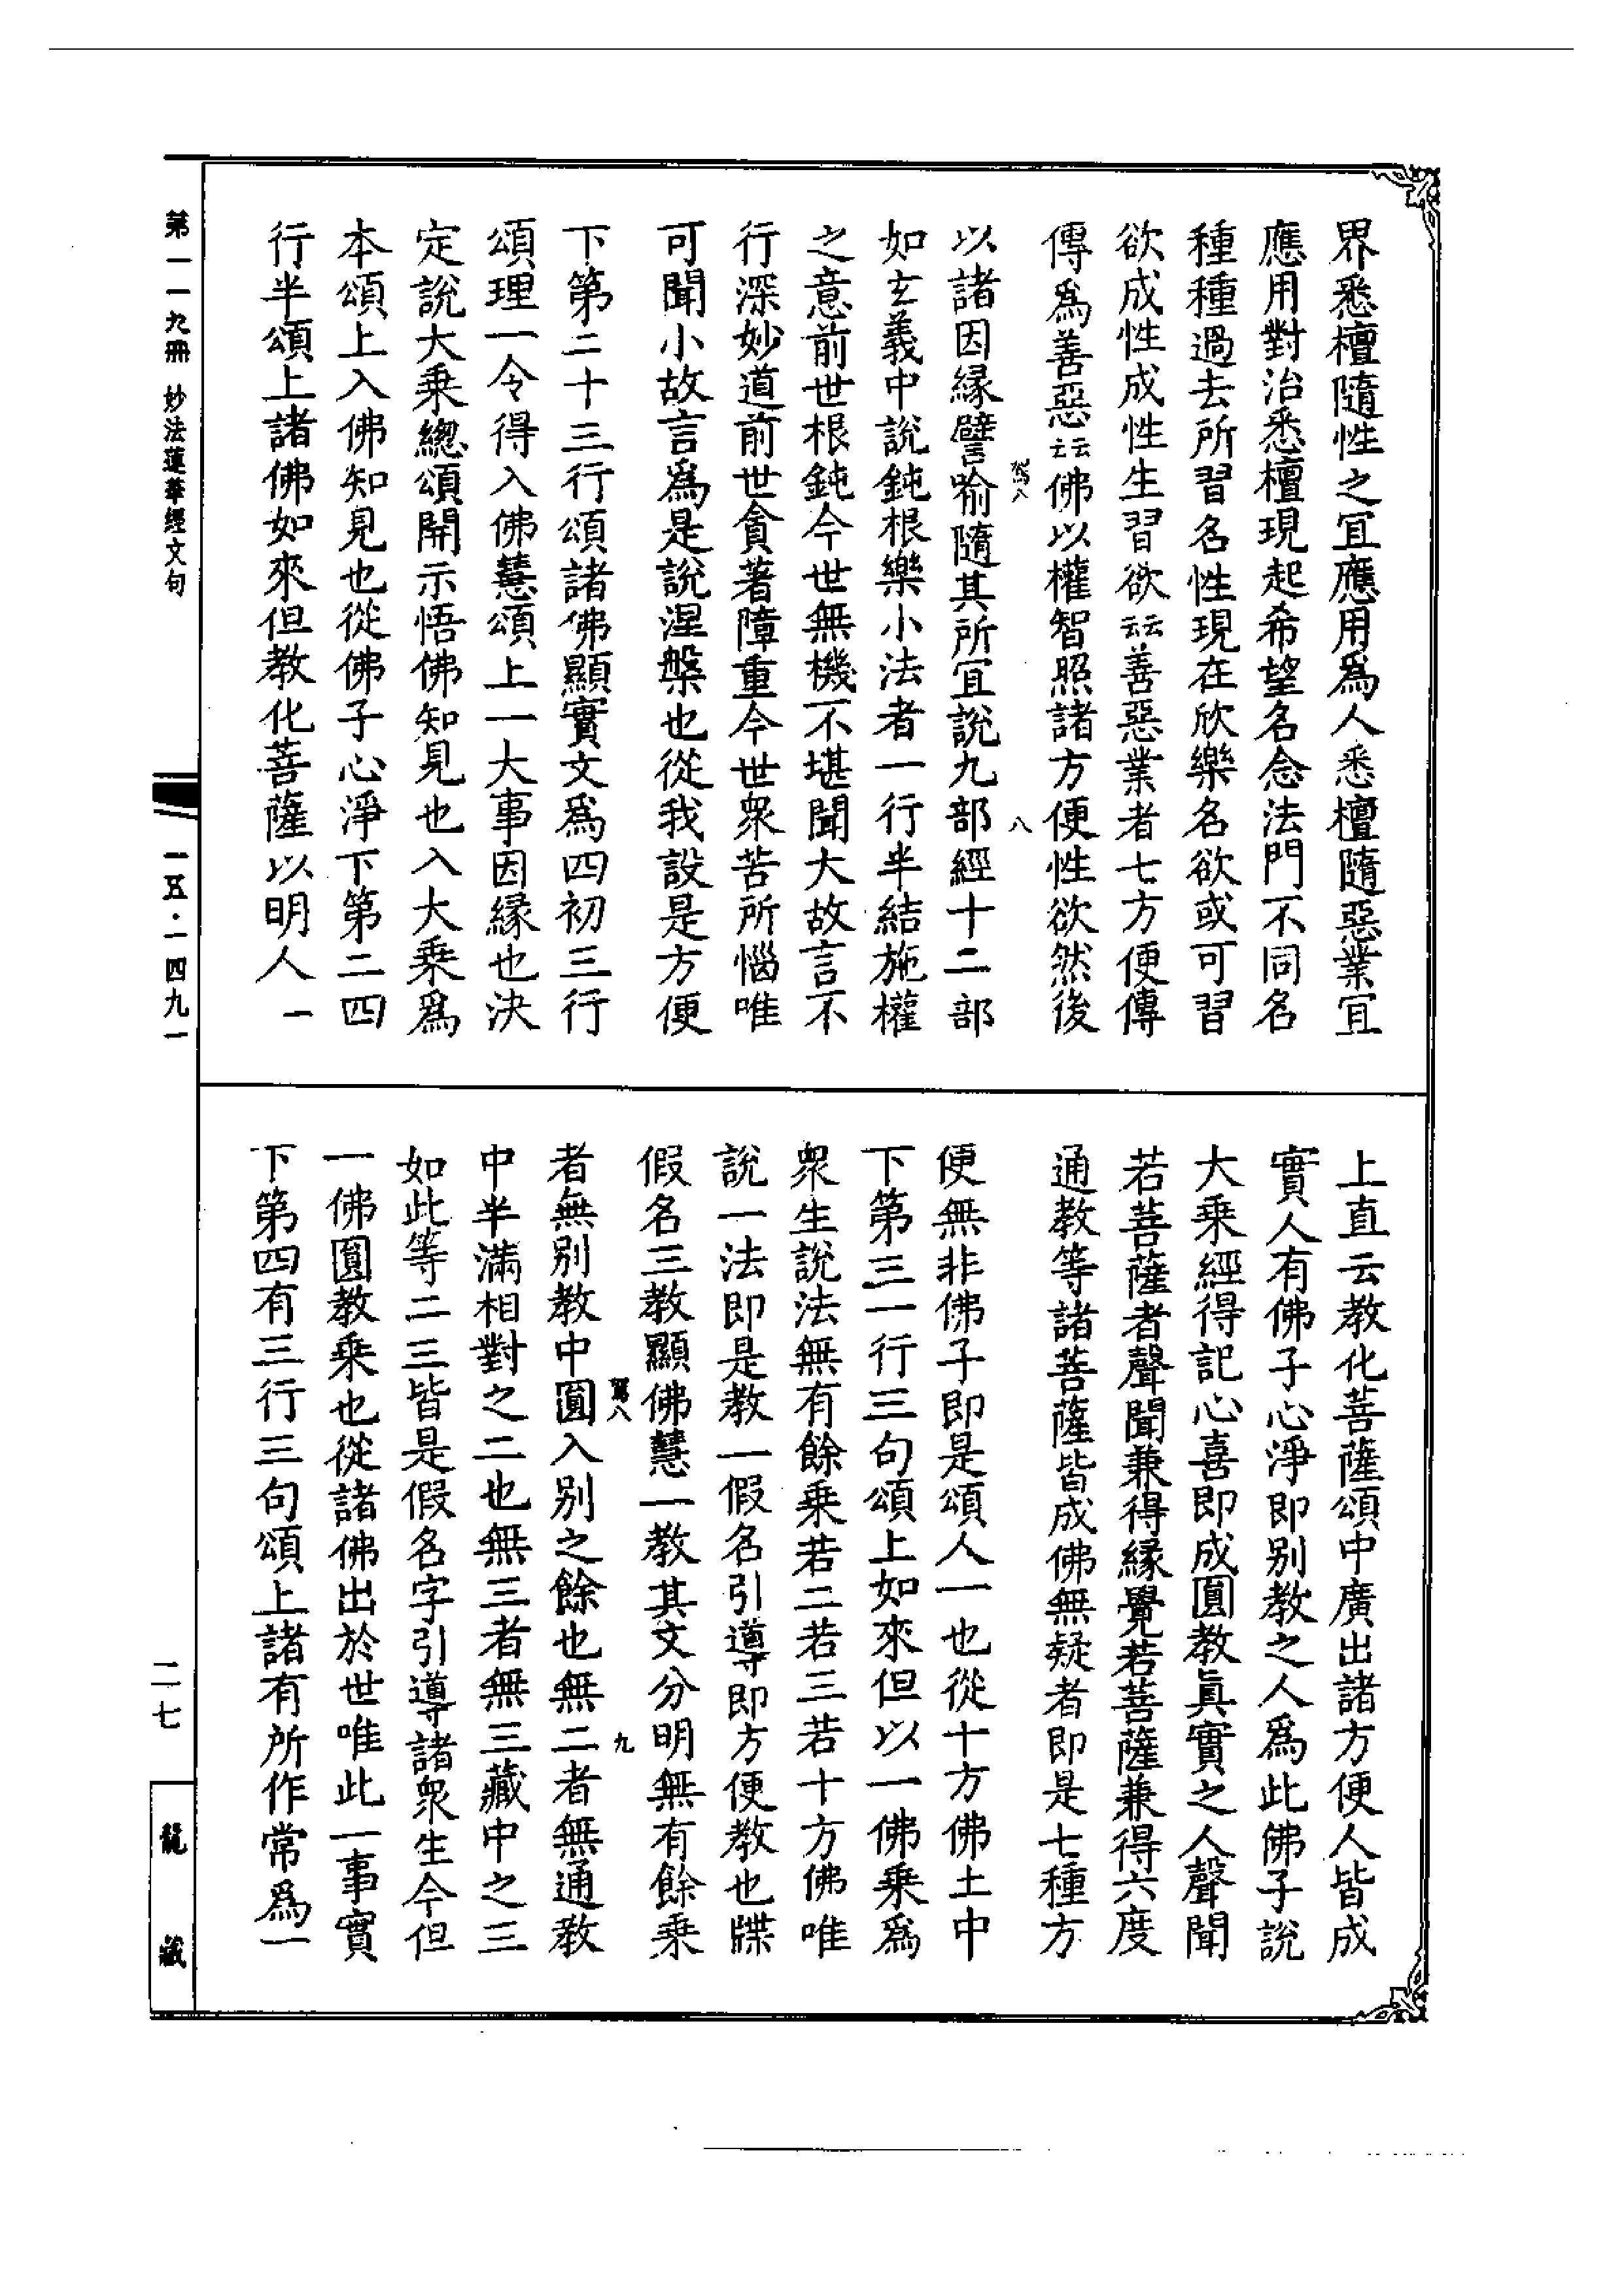 界悉檀隨性之宜應用爲人悉檀隨惡業宜
應用對治悉檀現起希望名念法門不同名
種種過去所習名性現在欣樂名欲或可習
欲成性成性生習欲云云善惡業者七方便傳
傳爲善惡云云佛以權智照諸方便性欲然後
駕八
八
以諸因緣譬喻隨其所宜說九部經十二部
如玄義中說鈍根樂小法者一行半結施權
之意前世根鈍今世無機不堪聞大故言不
行深妙道前世貪著障重今世眾苦所惱唯
可聞小故言爲是說涅槃也從我設是方便
下第二十三行頌諸佛顯實文爲四初三行
頌理一令得入佛慧頌上一大事因緣也決
定說大乘總頌開示悟佛知見也入大乘爲
本頌上入佛知見也從佛子心淨下第二四
行半頌上諸佛如來但教化菩薩以明人一
上直云教化菩薩頌中廣出諸方便人皆成
實人有佛子心淨即別教之人爲此佛子說
大乘經得記心喜即成圓教眞實之人聲聞
若菩薩者聲聞兼得緣覺若菩薩兼得六度
通教等諸菩薩皆成佛無疑者即是七種方
便無非佛子即是頌人一也從十方佛土中
下第三一行三句頌上如來但以一佛乘爲
眾生說法無有餘乘若二若三若十方佛唯
說一法即是教一假名引導即方便教也牒
假名三教顯佛慧一教其文分明無有餘乘
駕八
九
者無別教中圓入別之餘也無二者無通教
中半滿相對之二也無三者無三藏中之三
如此等二三皆是假名字引導諸眾生今但
一佛圓教乘也從諸佛出於世唯此一事實
下第四有三行三句頌上諸有所作常爲一
第一一九冊 妙法蓮華經文句
一五·一四九一
二七
龍藏